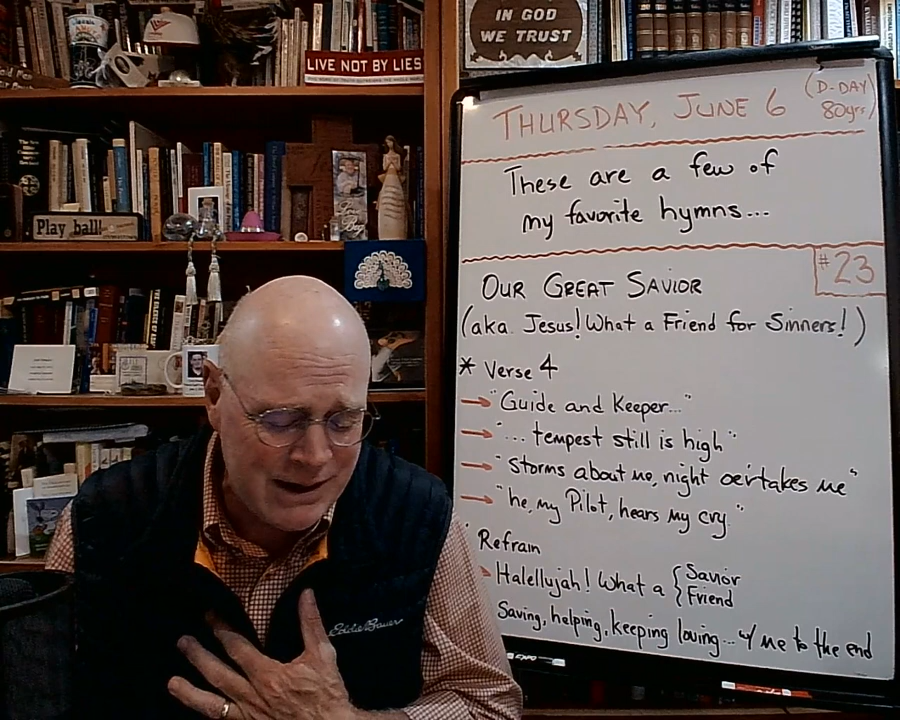 IN GOD
WE TRUST
LIVE NOT BY LIES
Play ball!
THURSDAY, JUNE 6
(D-DAY
80yrs)
These are a few of
my favorite hymns...
#23
OUR GREAT SAVIOR
(aka Jesus! What a Friend for Sinners!)
* Verse 4
→ "Guide and Keeper..."
→ "... tempest still is high"
→ "Storms about me, night o'ertakes me"
→ "he, my Pilot, hears my cry."
Refrain
Halellujah! What a { Savior
Friend
Saving, helping, keeping loving... w/ me to the end
Eddie Bauer